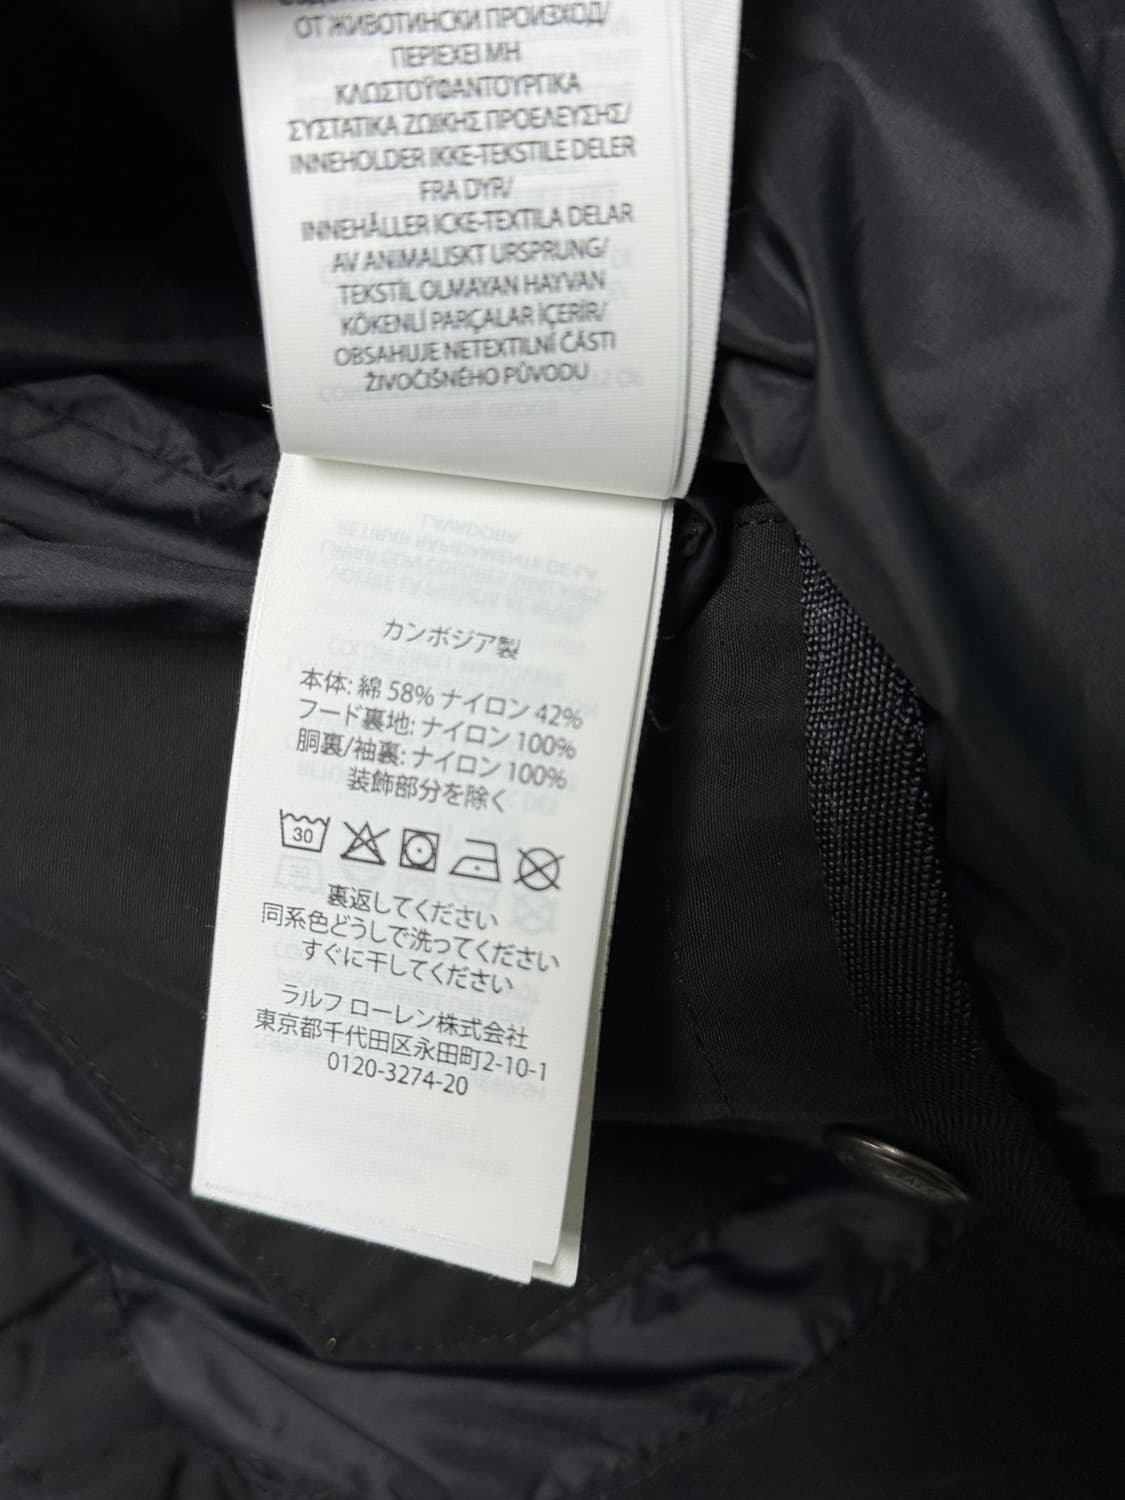 ОТ ЖИВОТИНСКИ ПРОИЗХОД/
ΠΕΡΙΕΧΕΙ ΜΗ
ΚΛΩΣΤΟΫΦΑΝΤΟΥΡΓΙΚΑ
ΣΥΣΤΑΤΙΚΑ ΖΩΙΚΗΣ ΠΡΟΕΛΕΥΣΗΣ/
INNEHOLDER IKKE-TEKSTILE DELER
FRA DYR/
INNEHÅLLER ICKE-TEXTILA DELAR
AV ANIMALISKT URSPRUNG/
TEKSTİL OLMAYAN HAYVAN
KÖKENLİ PARÇALAR İÇERİR/
OBSAHUJE NETEXTILNÍ ČÁSTI
ŽIVOČIŠNÉHO PŮVODU
カンボジア製
本体: 綿 58% ナイロン 42%
フード裏地: ナイロン 100%
胴裏/袖裏: ナイロン 100%
装飾部分を除く
30
裏返してください
同系色どうしで洗ってください
すぐに干してください
ラルフ ローレン株式会社
東京都千代田区永田町2-10-1
0120-3274-20